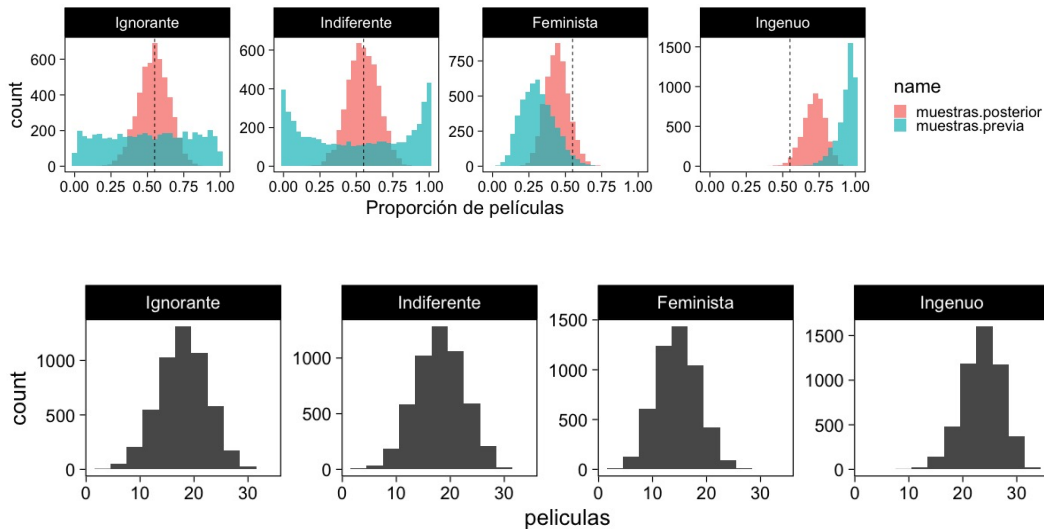 Ignorante Indiferente Feminista Ingenuo
count
600
400
200
0
0.00 0.25 0.50 0.75 1.00
600
400
200
0
0.00 0.25 0.50 0.75 1.00
750
500
250
0
0.00 0.25 0.50 0.75 1.00
1500
1000
500
0
0.00 0.25 0.50 0.75 1.00
Proporción de películas
name
muestras.posterior
muestras.previa
Ignorante Indiferente Feminista Ingenuo
count
1000
500
0
0 10 20 30
1000
500
0
0 10 20 30
1500
1000
500
0
0 10 20 30
1500
1000
500
0
0 10 20 30
peliculas